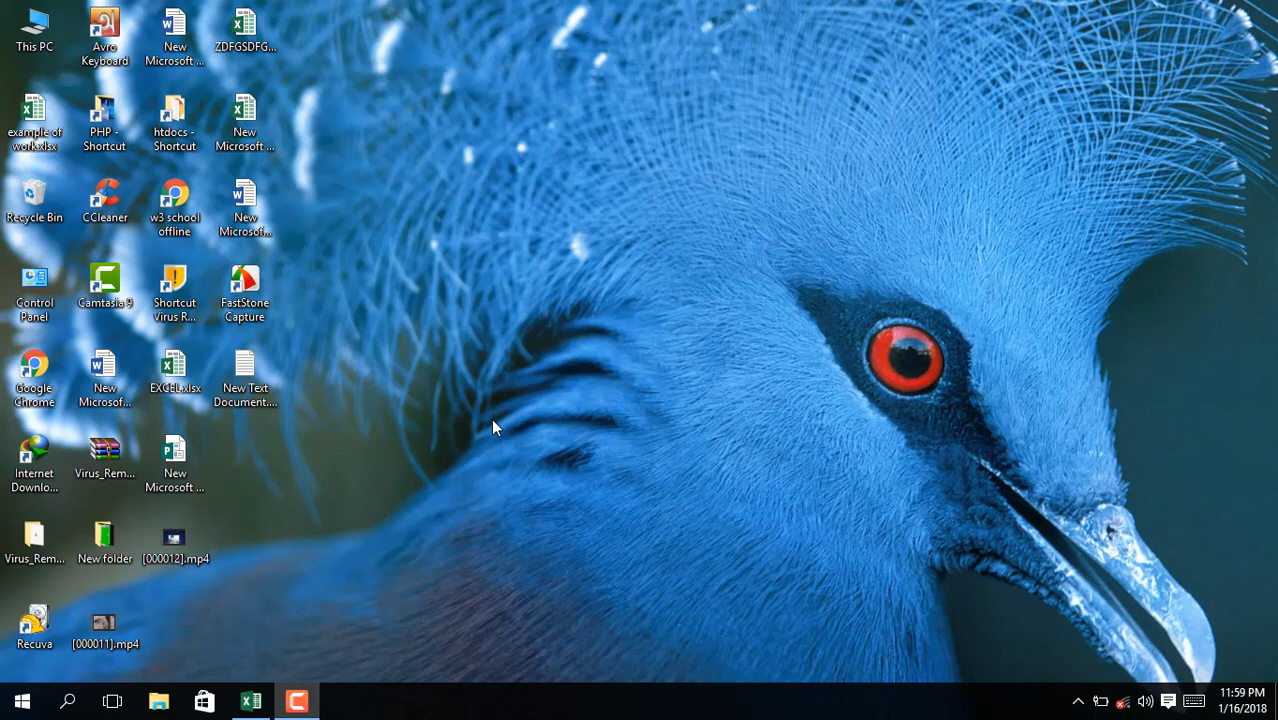 This PC
Avro
Keyboard
New
Microsoft ...
ZDFGSDFG...
example of
work.xlsx
PHP -
Shortcut
htdocs -
Shortcut
New
Microsoft ...
Recycle Bin
CCleaner
w3 school
offline
New
Microsof...
Control
Panel
Camtasia 9
Shortcut
Virus R...
FastStone
Capture
Google
Chrome
New
Microsof...
EXCEL.xlsx
New Text
Document....
Internet
Downlo...
Virus_Rem...
New
Microsoft ...
Virus_Rem...
New folder
[000012].mp4
Recuva
[000011].mp4
11:59 PM
1/16/2018